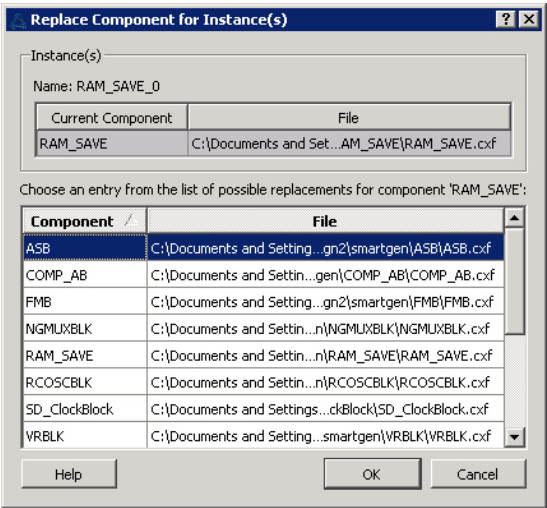 Replace Component for Instance(s)
Instance(s)
Name: RAM_SAVE_0
Current Component File
RAM_SAVE C:\Documents and Set...AM_SAVE\RAM_SAVE.cxf
Choose an entry from the list of possible replacements for component 'RAM_SAVE':
Component File
ASB C:\Documents and Setting...gn2\smartgen\ASB\ASB.cxf
COMP_AB C:\Documents and Settin...gen\COMP_AB\COMP_AB.cxf
FMB C:\Documents and Setting...gn2\smartgen\FMB\FMB.cxf
NGMUXBLK C:\Documents and Settin...n\NGMUXBLK\NGMUXBLK.cxf
RAM_SAVE C:\Documents and Settin...n\RAM_SAVE\RAM_SAVE.cxf
RCOSCBLK C:\Documents and Settin...n\RCOSCBLK\RCOSCBLK.cxf
SD_ClockBlock C:\Documents and Settings...ckBlock\SD_ClockBlock.cxf
VRBLK C:\Documents and Setting...smartgen\VRBLK\VRBLK.cxf
Help OK Cancel